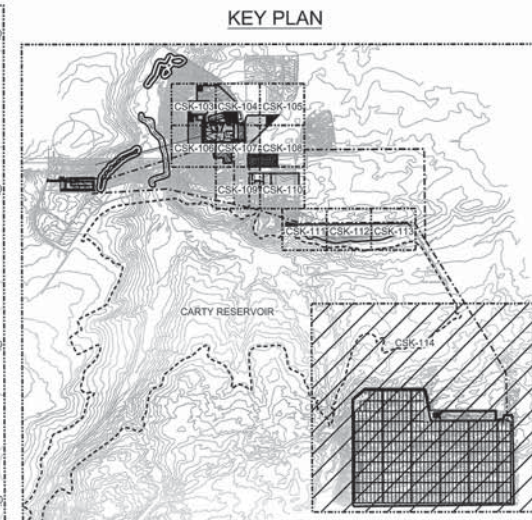 KEY PLAN
CSK-103 CSK-104 CSK-105
CSK-106 CSK-107 CSK-108
CSK-109 CSK-110
CSK-111 CSK-112 CSK-113
CARTY RESERVOIR
CSK-114